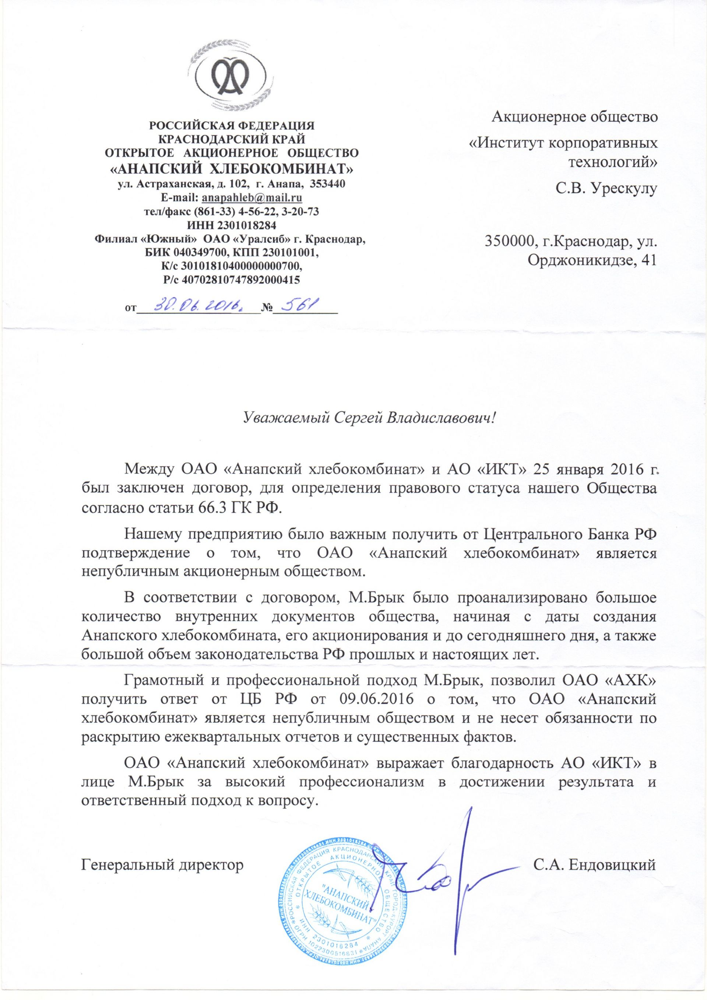 РОССИЙСКАЯ ФЕДЕРАЦИЯ
КРАСНОДАРСКИЙ КРАЙ
ОТКРЫТОЕ АКЦИОНЕРНОЕ ОБЩЕСТВО
«АНАПСКИЙ ХЛЕБОКОМБИНАТ»
ул. Астраханская, д. 102, г. Анапа, 353440
E-mail: anapahleb@mail.ru
тел/факс (861-33) 4-56-22, 3-20-73
ИНН 2301018284
Филиал «Южный» ОАО «Уралсиб» г. Краснодар,
БИК 040349700, КПП 230101001,
К/с 30101810400000000700,
Р/с 40702810747892000415
от 30.06.2016г. № 561
Акционерное общество
«Институт корпоративных
технологий»
С.В. Урескулу
350000, г.Краснодар, ул.
Орджоникидзе, 41
Уважаемый Сергей Владиславович!
Между ОАО «Анапский хлебокомбинат» и АО «ИКТ» 25 января 2016 г.
был заключен договор, для определения правового статуса нашего Общества
согласно статьи 66.3 ГК РФ.
Нашему предприятию было важным получить от Центрального Банка РФ
подтверждение о том, что ОАО «Анапский хлебокомбинат» является
непубличным акционерным обществом.
В соответствии с договором, М.Брык было проанализировано большое
количество внутренних документов общества, начиная с даты создания
Анапского хлебокомбината, его акционирования и до сегодняшнего дня, а также
большой объем законодательства РФ прошлых и настоящих лет.
Грамотный и профессиональной подход М.Брык, позволил ОАО «АХК»
получить ответ от ЦБ РФ от 09.06.2016 о том, что ОАО «Анапский
хлебокомбинат» является непубличным обществом и не несет обязанности по
раскрытию ежеквартальных отчетов и существенных фактов.
ОАО «Анапский хлебокомбинат» выражает благодарность АО «ИКТ» в
лице М.Брык за высокий профессионализм в достижении результата и
ответственный подход к вопросу.
Генеральный директор
С.А. Ендовицкий
*РОССИЙСКАЯ ФЕДЕРАЦИЯ КРАСНОДАРСКИЙ КРАЙ ГОРОД-КУРОРТ АНАПА*
ОГРН 1022300516831
* ОТКРЫТОЕ АКЦИОНЕРНОЕ ОБЩЕСТВО *
ИНН 2301018284
"АНАПСКИЙ
ХЛЕБОКОМБИНАТ"